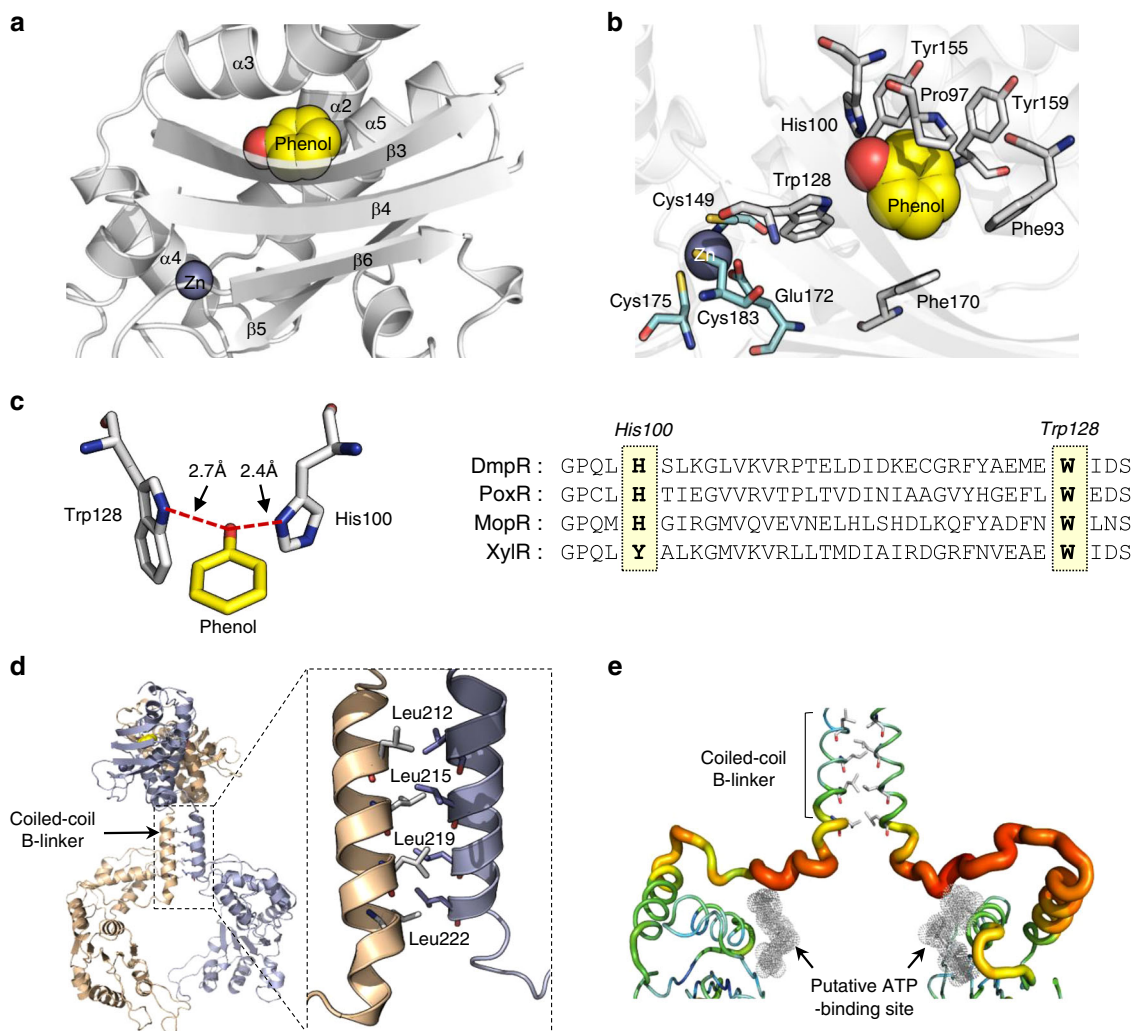 a
α3
α2
Phenol
α5
β3
β4
α4
Zn
β6
β5
b
Tyr155
Pro97
Tyr159
His100
Trp128
Cys149
Phenol
Phe93
Zn
Glu172
Cys175
Cys183
Phe170
c
2.7Å
2.4Å
Trp128
His100
Phenol
His100
Trp128
DmpR : GPQL H SLKGLVKVRPTELDIDKECGRFYAEME W IDS
PoxR : GPCL H TIEGVVRVTPLTVDINIAAGVYHGEFL W EDS
MopR : GPQM H GIRGMVQVEVNELHLSHDLKQFYADFN W LNS
XylR : GPQL Y ALKGMVKVRLLTMDIAIRDGRFNVEAE W IDS
d
Coiled-coil
B-linker
Leu212
Leu215
Leu219
Leu222
e
Coiled-coil
B-linker
Putative ATP
-binding site